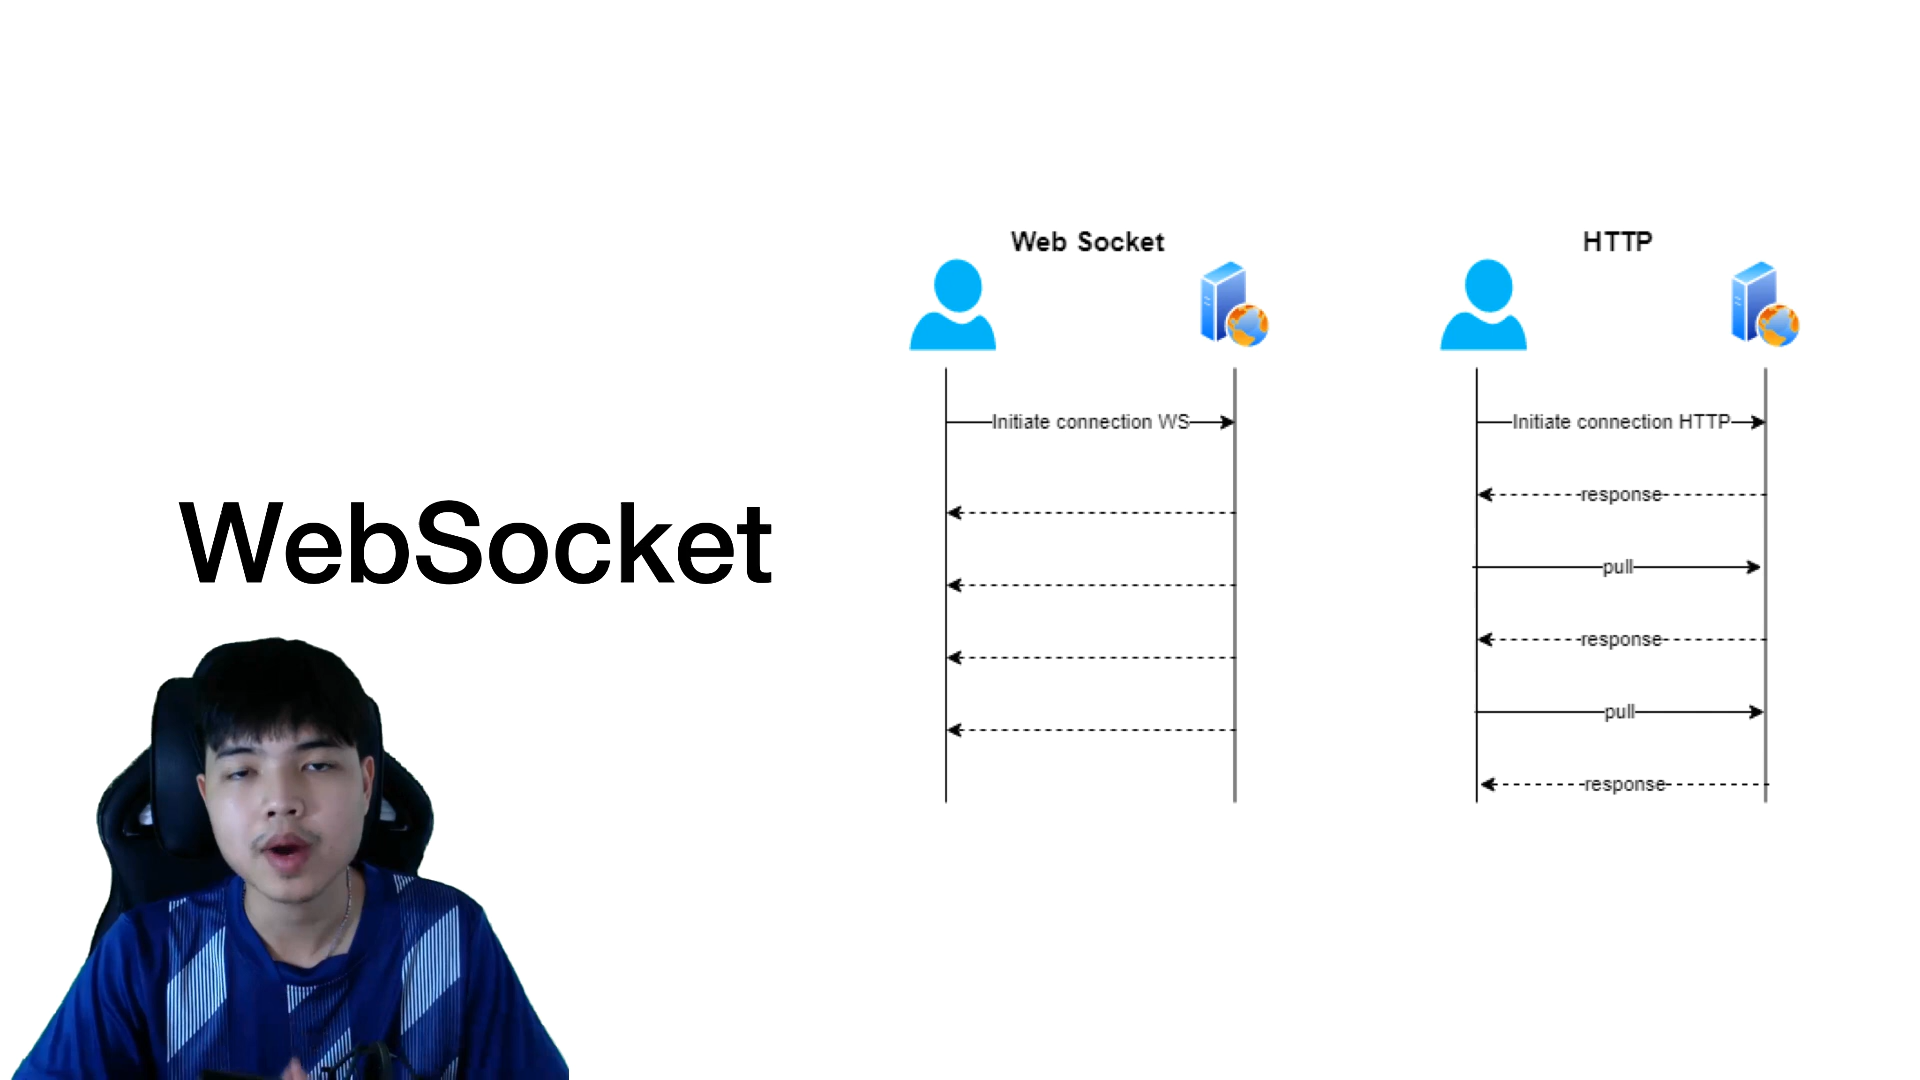 WebSocket
Web Socket
Initiate connection WS
HTTP
Initiate connection HTTP
response
pull
response
pull
response